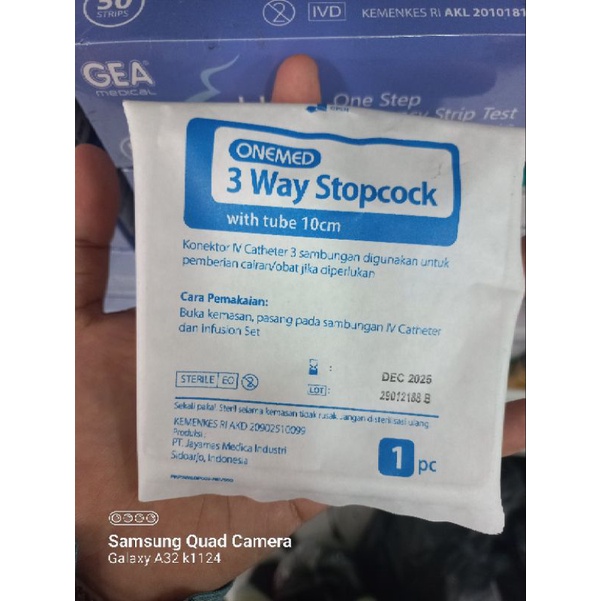 STRIPS
IVD
KEMENKES RI AKL 2010181
GEA
medical
One Step
Strip Test
ONEMED
3 Way Stopcock
with tube 10cm
Konektor IV Catheter 3 sambungan digunakan untuk
pemberian cairan/obat jika diperlukan
Cara Pemakaian:
Buka kemasan, pasang pada sambungan IV Catheter
dan Infusion Set
STERILE EO
: DEC 2025
LOT : 29012188 B
Sekali pakai. Steril selama kemasan tidak rusak. Jangan disterilisasi ulang
KEMENKES RI AKD 20902510099
Produksi :
PT. Jayamas Medica Industri
Sidoarjo, Indonesia
1 pc
Samsung Quad Camera
Galaxy A32 k1124